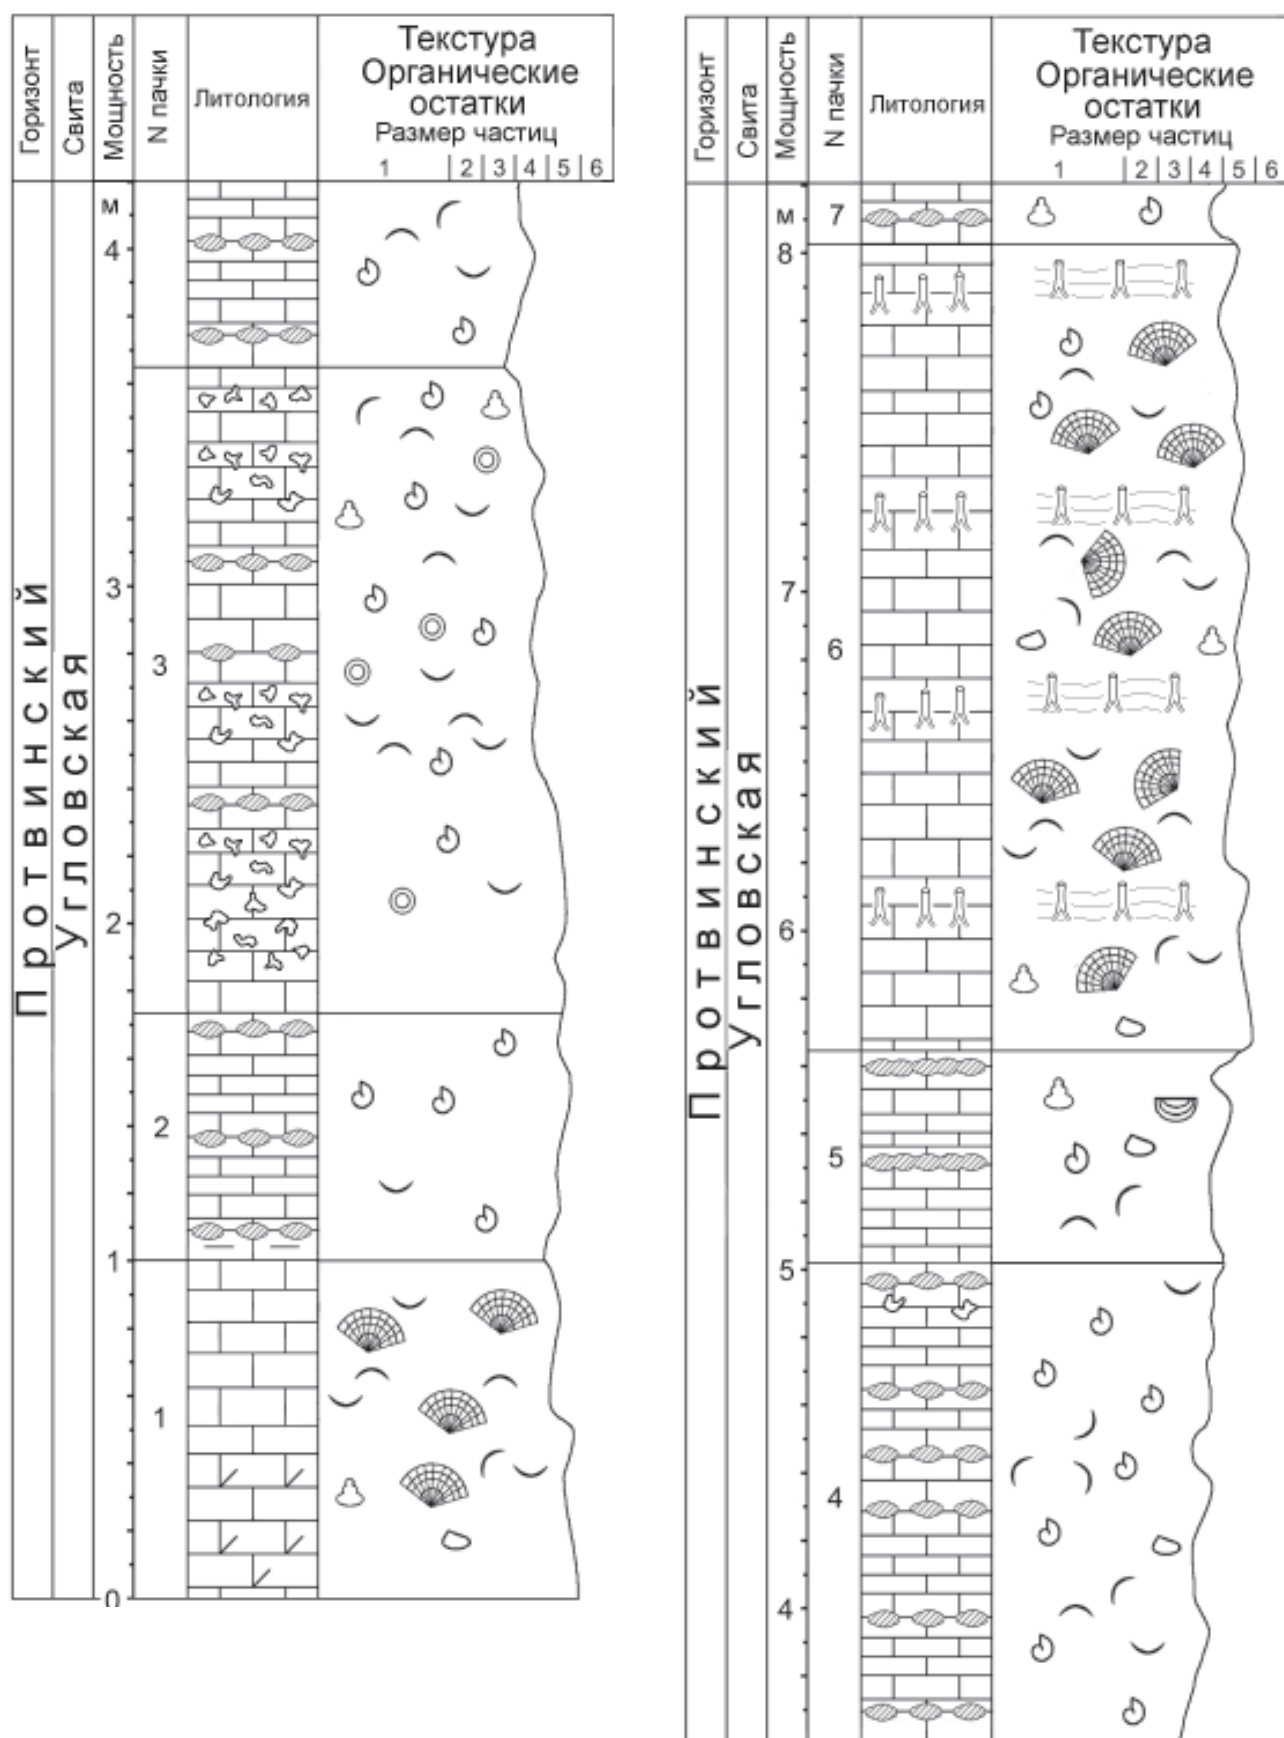 Горизонт
Свита
Мощность
N пачки
Литология
Текстура
Органические
остатки
Размер частиц
1 2 3 4 5 6
м
4
3
2
1
0
Протвинский
Угловская
3
2
1
Горизонт
Свита
Мощность
N пачки
Литология
Текстура
Органические
остатки
Размер частиц
1 2 3 4 5 6
м
8
7
6
5
4
Протвинский
Угловская
7
6
5
4